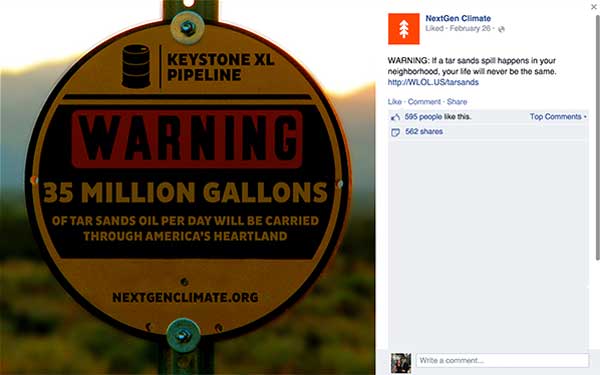 KEYSTONE XL
PIPELINE
WARNING
35 MILLION GALLONS
OF TAR SANDS OIL PER DAY WILL BE CARRIED
THROUGH AMERICA'S HEARTLAND
NEXTGENCLIMATE.ORG
NextGen Climate
Liked · February 26 ·
WARNING: If a tar sands spill happens in your
neighborhood, your life will never be the same.
http://WLOL.US/tarsands
Like · Comment · Share
595 people like this.
Top Comments
562 shares
Write a comment...